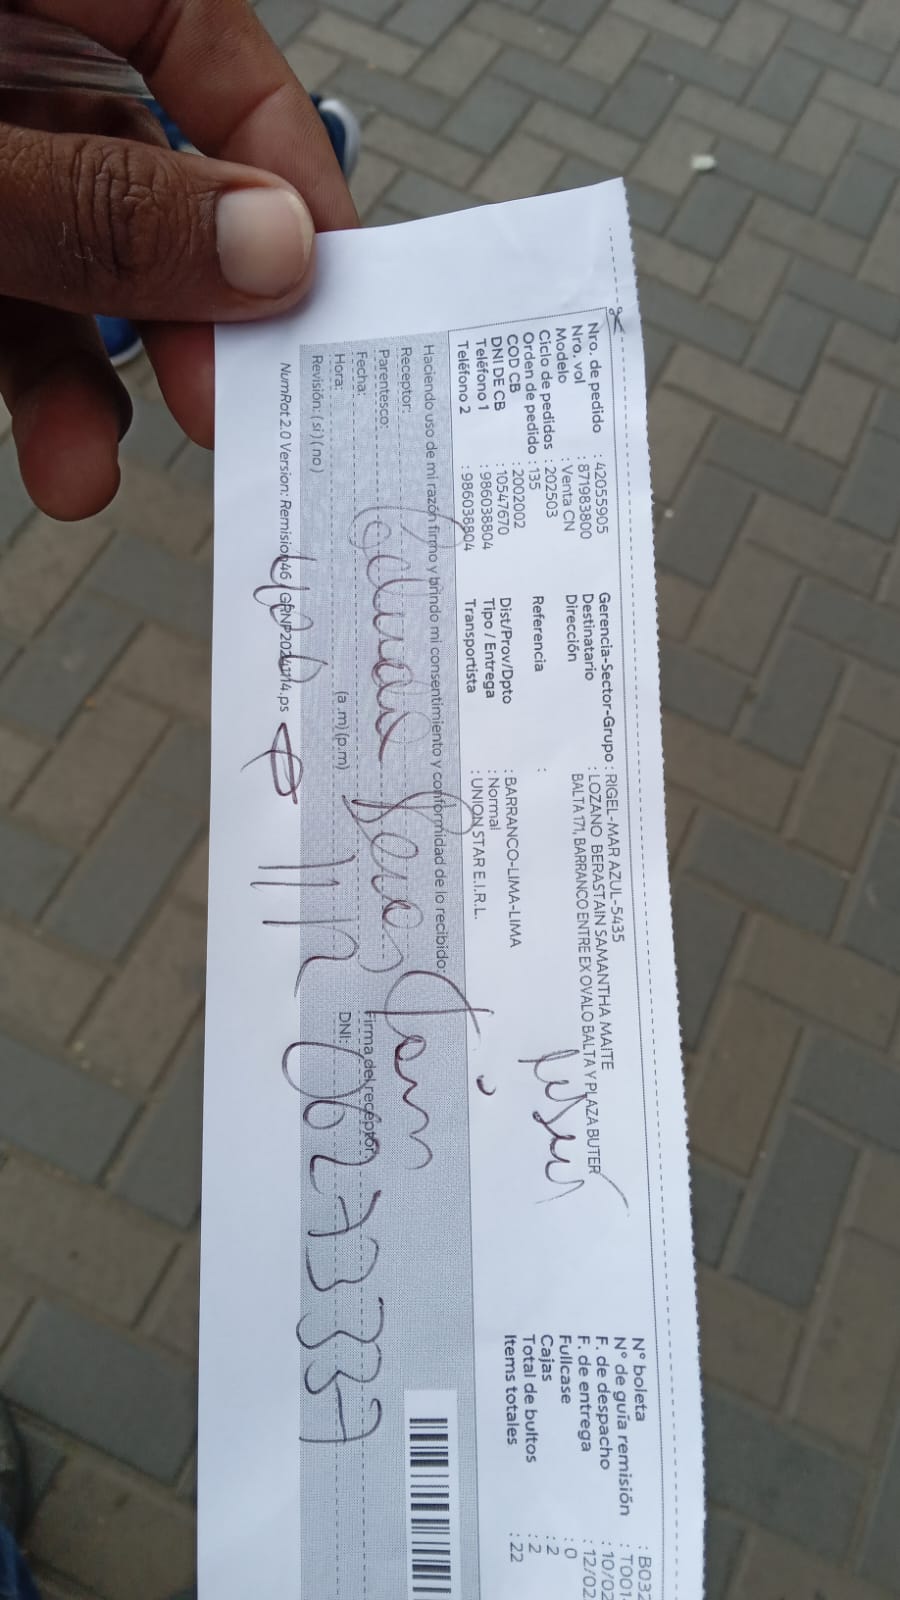 Nro. de pedido : 42055905
Nro. vol : 871983800
Modelo : Venta CN
Ciclo de pedidos : 202503
Orden de pedido : 135
COD CB : 2002002
DNI DE CB : 10547670
Teléfono 1 : 986038804
Teléfono 2 : 986038804
Gerencia-Sector-Grupo : RIGEL-MAR AZUL-5435
Destinatario : LOZANO BERASTAIN SAMANTHA MAITE
Dirección BALTA 171, BARRANCO ENTRE EX OVALO BALTA Y PLAZA BUTER
Referencia :
Dist/Prov/Dpto : BARRANCO-LIMA-LIMA
Tipo / Entrega : Normal
Transportista : UNION STAR E.I.R.L.
N° boleta : B032
N° de guía remisión : T001-
F. de despacho : 10/02
F. de entrega : 12/02
Fullcase : 0
Cajas : 2
Total de bultos : 2
Items totales : 22
Haciendo uso de mi razón firmo y brindo mi consentimiento y conformidad de lo recibido:
Receptor:
Parentesco:
Fecha:
Hora: (a .m) (p.m)
Revisión: ( si ) ( no )
Firma del receptor
DNI:
NumRot 2.0 Version: Remision46 GRNP20241114.ps